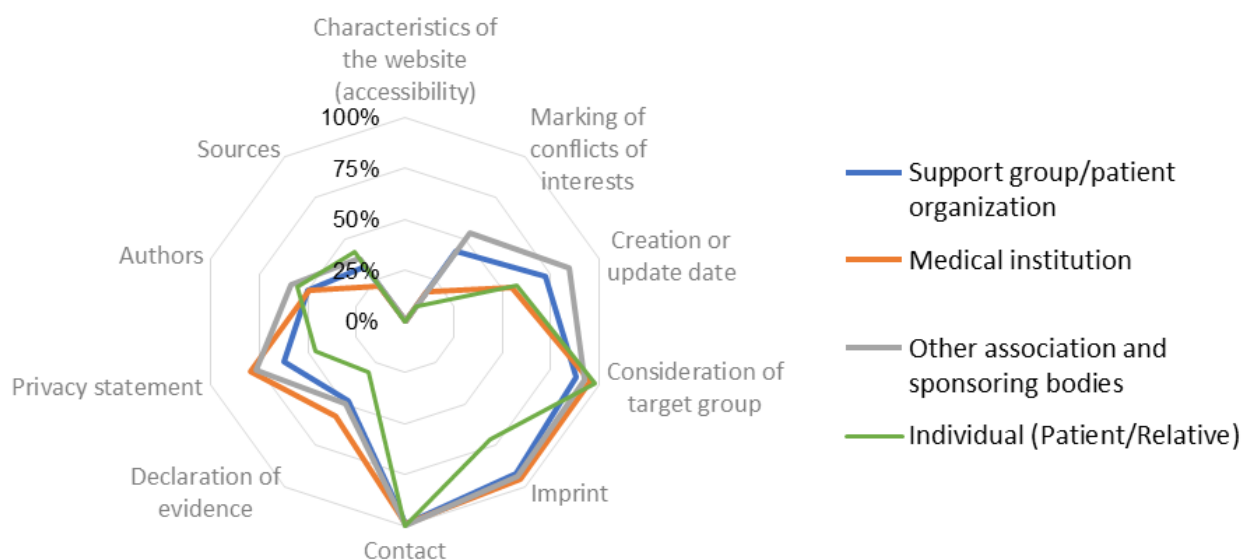 Characteristics of
the website
(accessibility)
100%
75%
50%
25%
0%
Marking of
conflicts of
interests
Creation or
update date
Consideration of
target group
Imprint
Contact
Declaration of
evidence
Privacy statement
Authors
Sources
Support group/patient
organization
Medical institution
Other association and
sponsoring bodies
Individual (Patient/Relative)